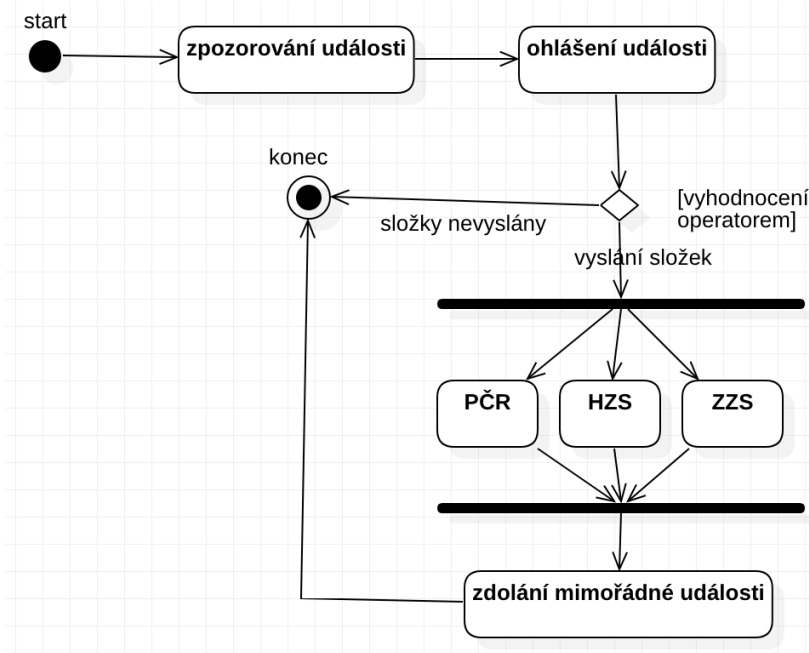 start
zpozorování události
ohlášení události
konec
[vyhodnocení
operatorem]
složky nevyslány
vyslání složek
PČR
HZS
ZZS
zdolání mimořádné události